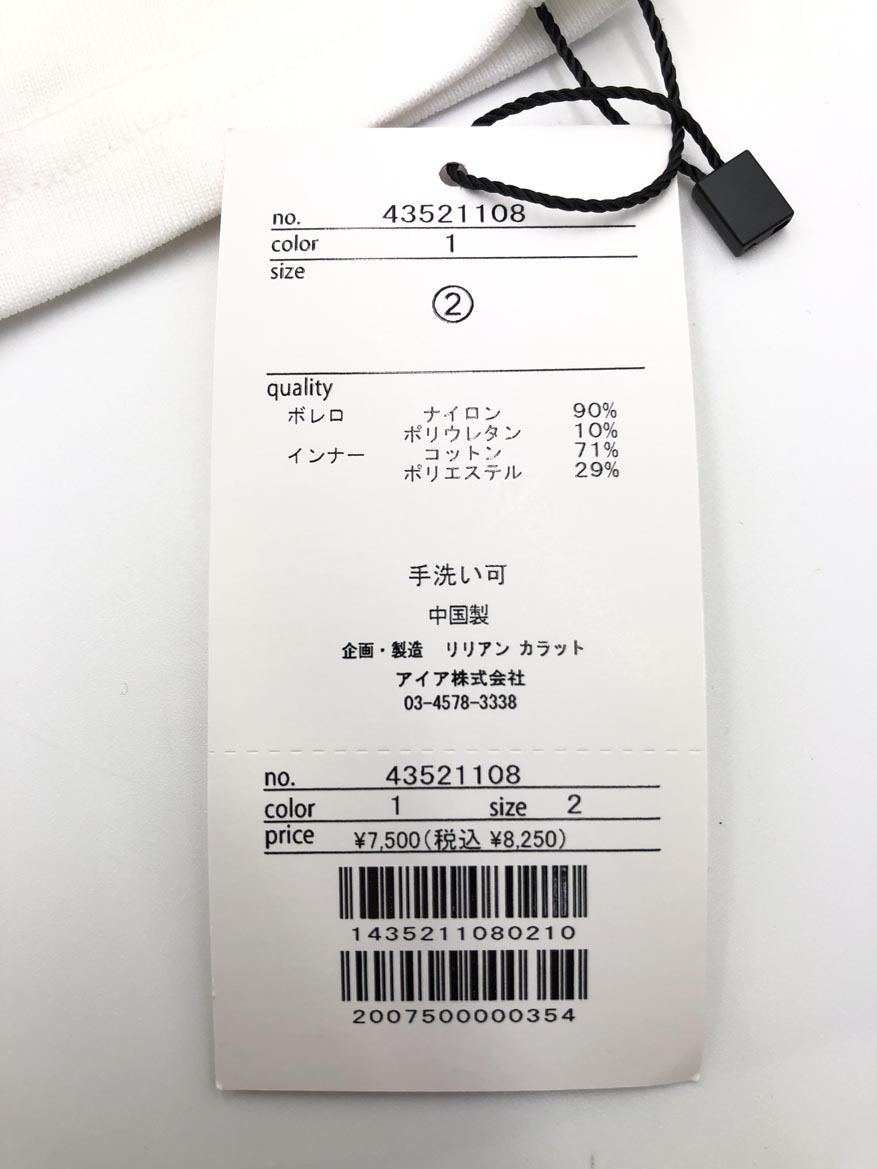 no. 43521108
color 1
size
②
quality
ボレロ ナイロン 90%
ポリウレタン 10%
インナー コットン 71%
ポリエステル 29%
手洗い可
中国製
企画・製造 リリアン カラット
アイア株式会社
03-4578-3338
no. 43521108
color 1 size 2
price ¥7,500(税込 ¥8,250)
1435211080210
2007500000354